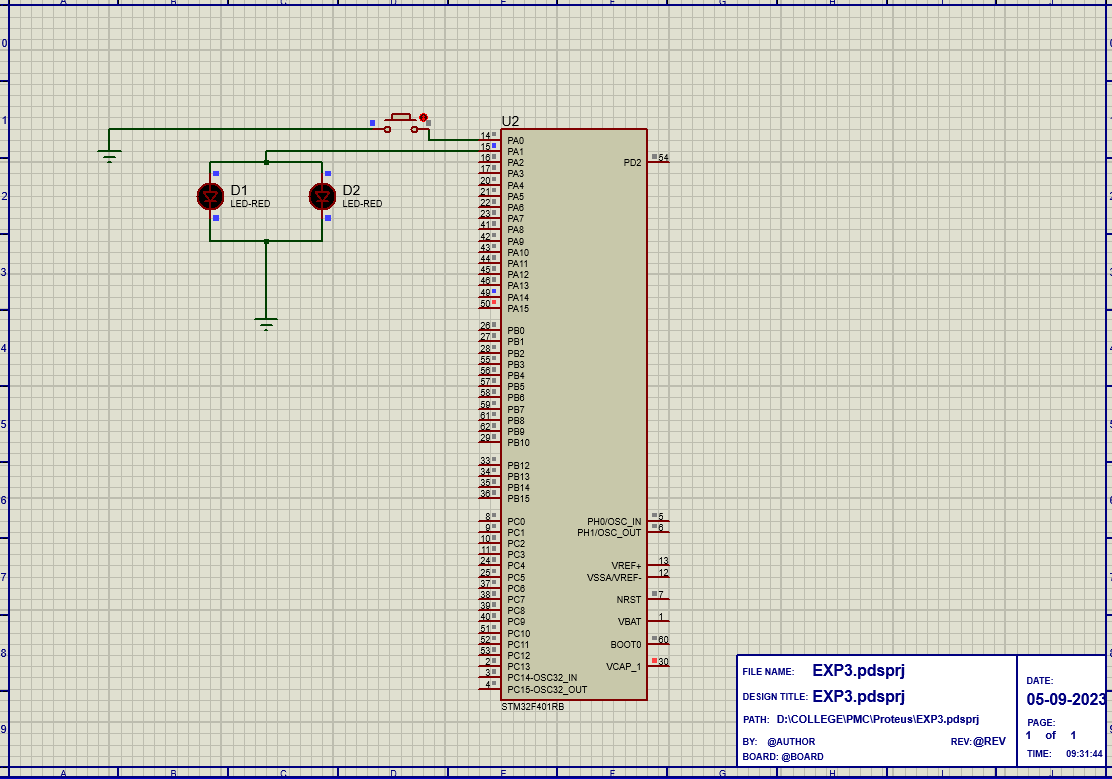 A B C D E F G H I J
0
1
2
3
4
5
6
7
8
9
U2
14 PA0
15 PA1
16 PA2
17 PA3
20 PA4
21 PA5
22 PA6
23 PA7
41 PA8
42 PA9
43 PA10
44 PA11
45 PA12
46 PA13
49 PA14
50 PA15
26 PB0
27 PB1
28 PB2
55 PB3
56 PB4
57 PB5
58 PB6
59 PB7
61 PB8
62 PB9
29 PB10
33 PB12
34 PB13
35 PB14
36 PB15
8 PC0
9 PC1
10 PC2
11 PC3
24 PC4
25 PC5
37 PC6
38 PC7
39 PC8
40 PC9
51 PC10
52 PC11
53 PC12
2 PC13
3 PC14-OSC32_IN
4 PC15-OSC32_OUT
PD2 54
PH0/OSC_IN 5
PH1/OSC_OUT 6
VREF+ 13
VSSA/VREF- 12
NRST 7
VBAT 1
BOOT0 60
VCAP_1 30
STM32F401RB
D1
LED-RED
D2
LED-RED
FILE NAME: EXP3.pdsprj
DESIGN TITLE: EXP3.pdsprj
PATH: D:\COLLEGE\PMC\Proteus\EXP3.pdsprj
BY: @AUTHOR REV:@REV
BOARD: @BOARD
DATE:
05-09-2023
PAGE:
1 of 1
TIME: 09:31:44
A B C D E F G H I J